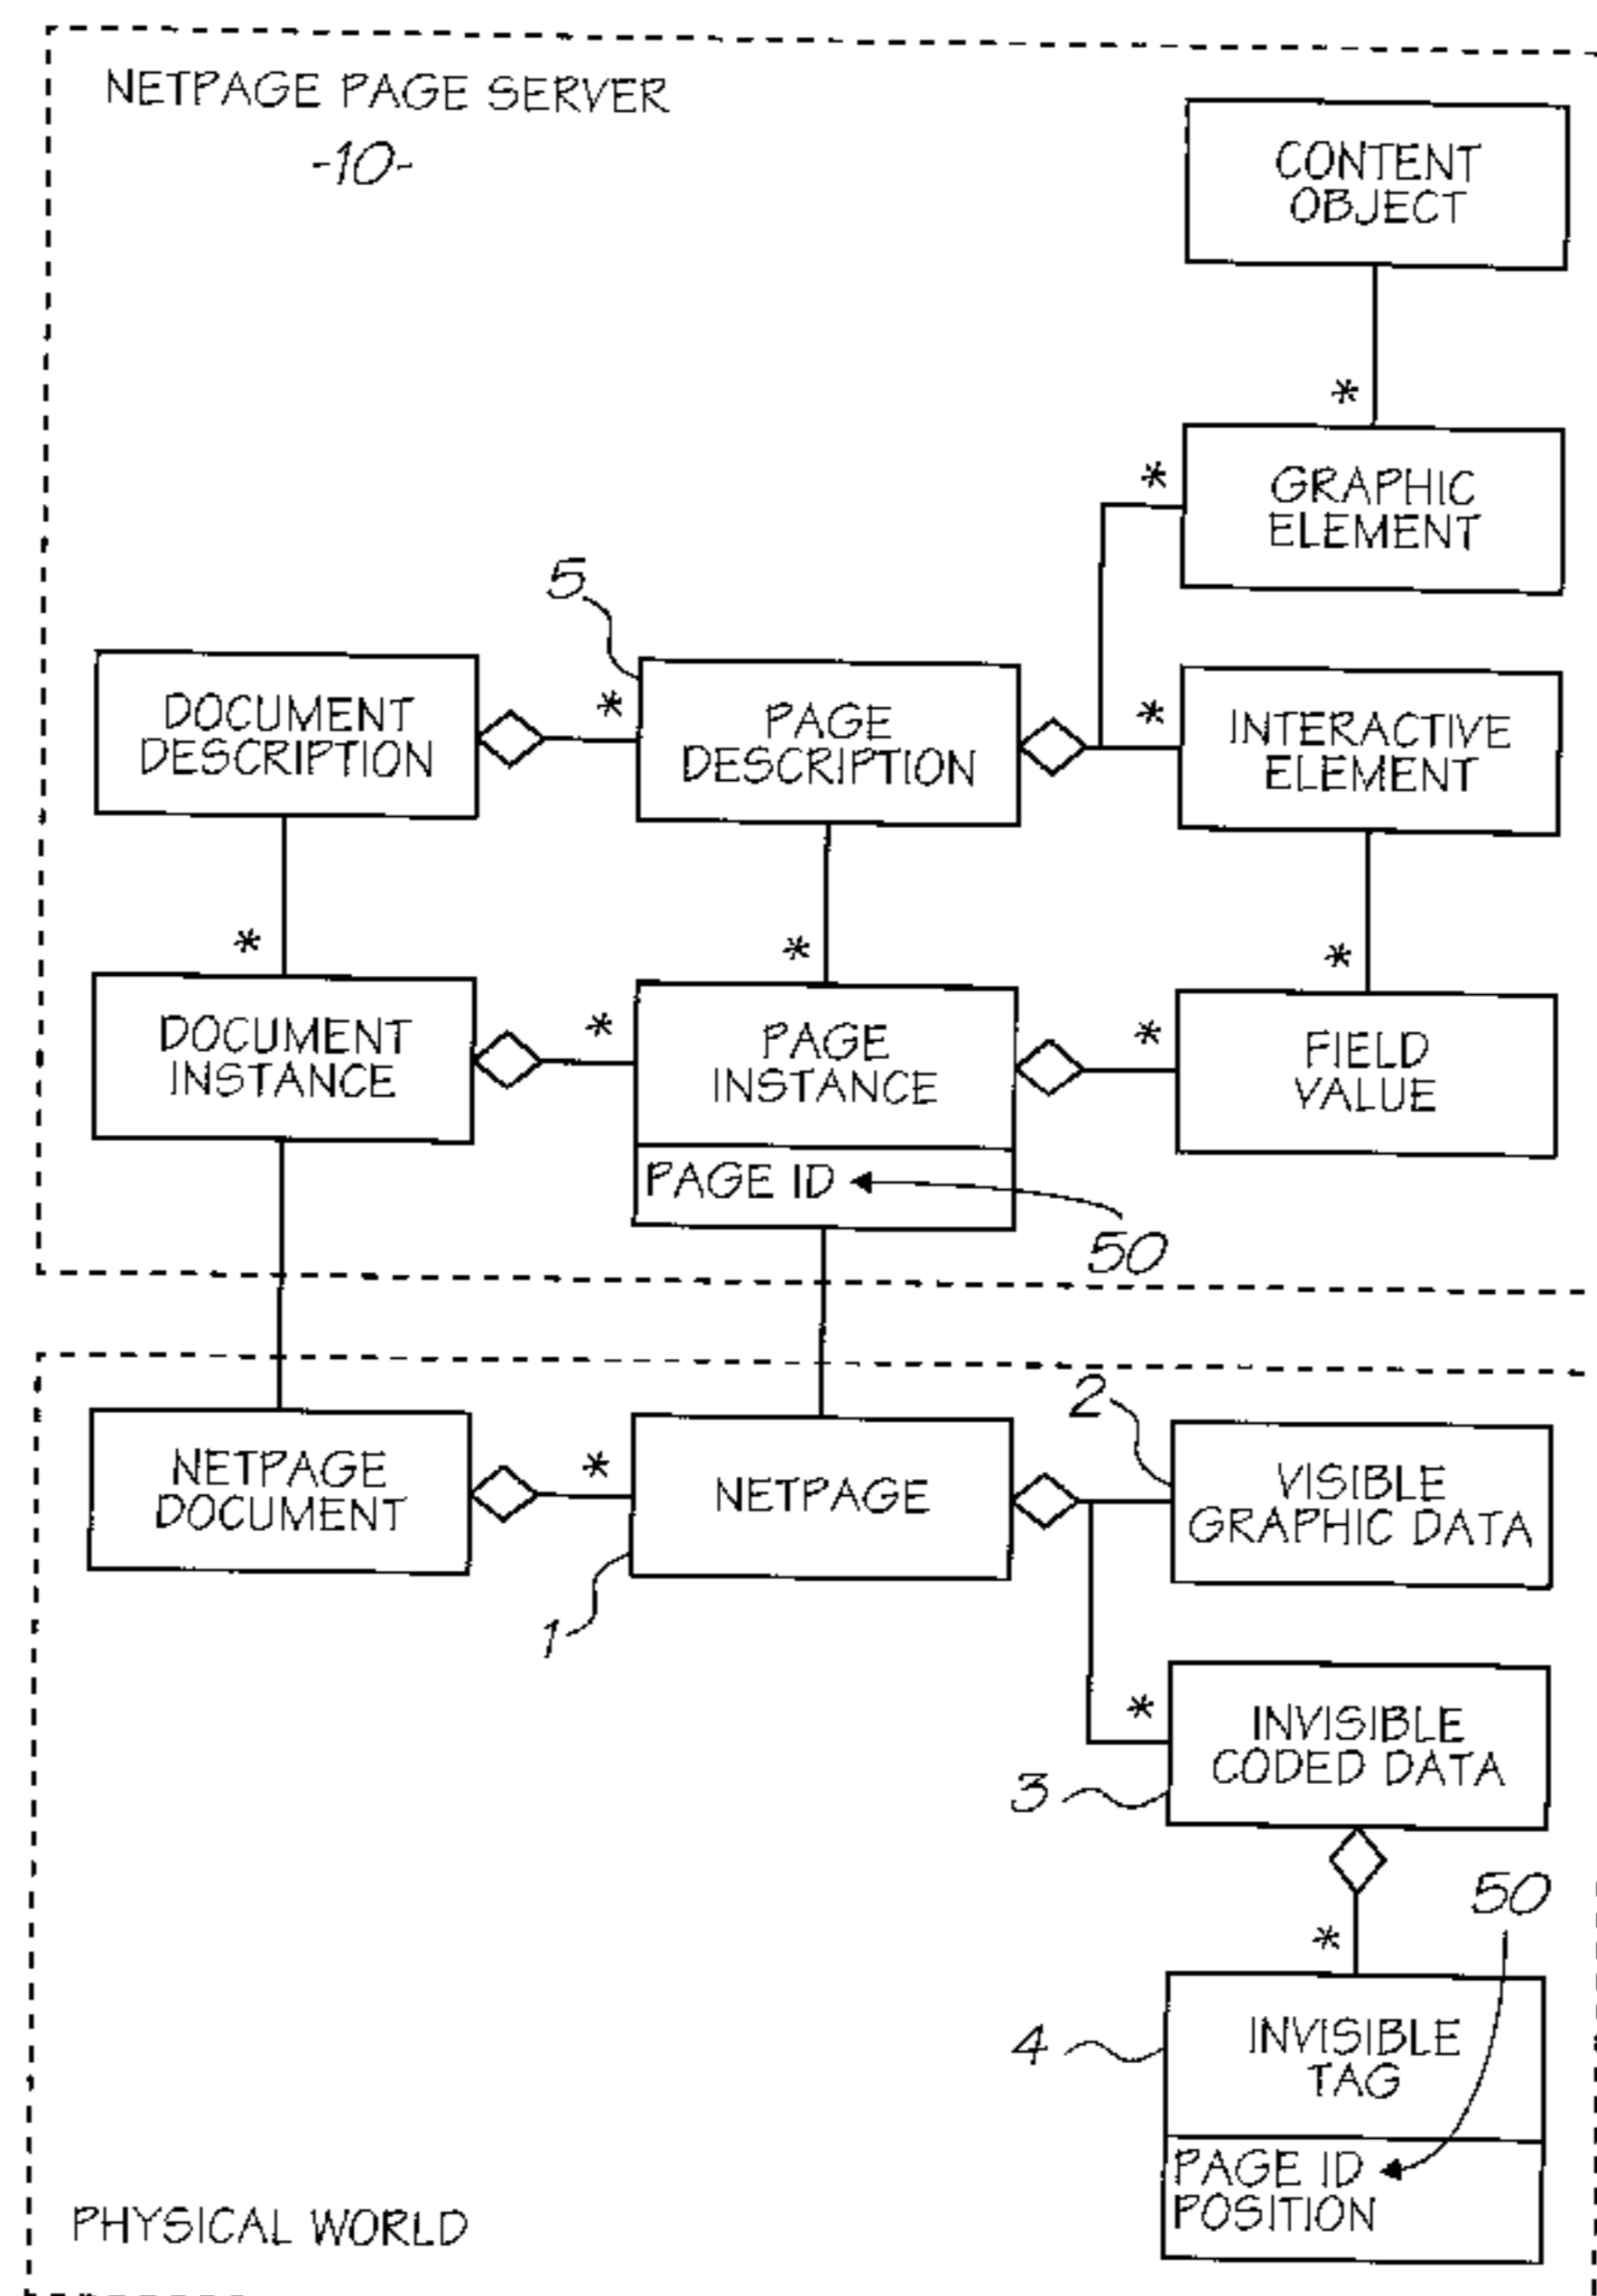 NETPAGE PAGE SERVER
-10-
CONTENT
OBJECT
*
*
GRAPHIC
ELEMENT
5
DOCUMENT
DESCRIPTION
*
PAGE
DESCRIPTION
*
INTERACTIVE
ELEMENT
*
*
*
DOCUMENT
INSTANCE
*
PAGE
INSTANCE
*
FIELD
VALUE
PAGE ID
50
NETPAGE
DOCUMENT
*
NETPAGE
1
2
VISIBLE
GRAPHIC DATA
*
INVISIBLE
CODED DATA
3
50
*
4
INVISIBLE
TAG
PAGE ID
POSITION
PHYSICAL WORLD